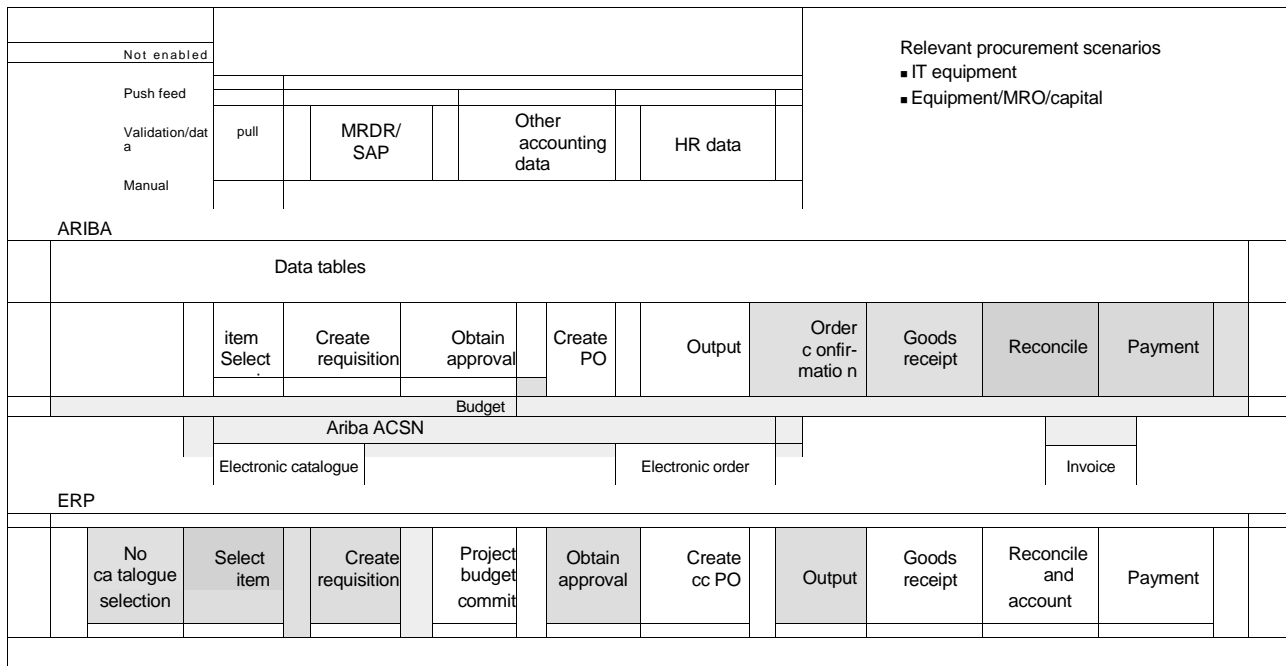 Not enabled
Push feed
Validation/dat
a
Manual
pull
MRDR/
SAP
Other
accounting
data
HR data
Relevant procurement scenarios
▪ IT equipment
▪ Equipment/MRO/capital
ARIBA
Data tables
item
Select
Create
requisition
Obtain
approval
Create
PO
Output
Order
c onfir-
matio n
Goods
receipt
Reconcile
Payment
Budget
Ariba ACSN
Electronic catalogue
Electronic order
Invoice
ERP
No
ca talogue
selection
Select
item
Create
requisition
Project
budget
commit
Obtain
approval
Create
cc PO
Output
Goods
receipt
Reconcile
and
account
Payment